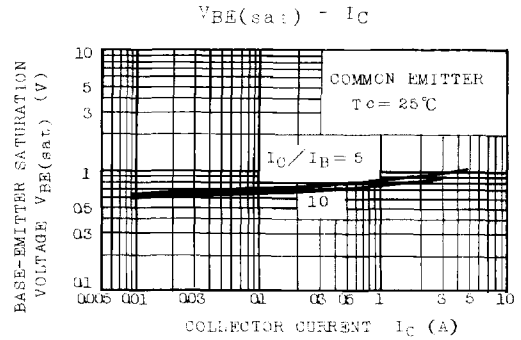 VBE(sat) - IC
BASE-EMITTER SATURATION
VOLTAGE VBE(sat) (V)
10
5
3
1
0.5
0.3
0.1
COMMON EMITTER
Tc = 25℃
IC/IB = 5
10
0.005 0.01 0.03 0.1 0.3 0.5 1 3 5 10
COLLECTOR CURRENT IC (A)